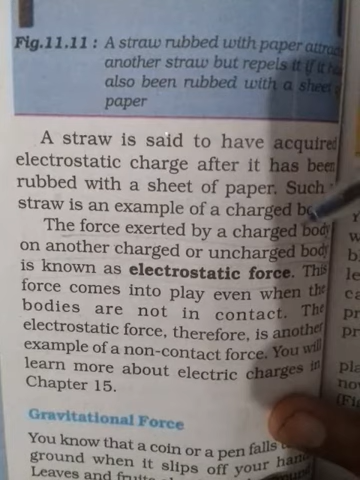 Fig.11.11 : A straw rubbed with paper attracts
another straw but repels it if it has
also been rubbed with a sheet of
paper
A straw is said to have acquired
electrostatic charge after it has been
rubbed with a sheet of paper. Such
straw is an example of a charged
The force exerted by a charged body
on another charged or uncharged body
is known as electrostatic force. This
force comes into play even when the
bodies are not in contact. The
electrostatic force, therefore, is another
example of a non-contact force. You will
learn more about electric charges in
Chapter 15.
Gravitational Force
You know that a coin or a pen falls
ground when it slips off your hand
Leaves and fruits